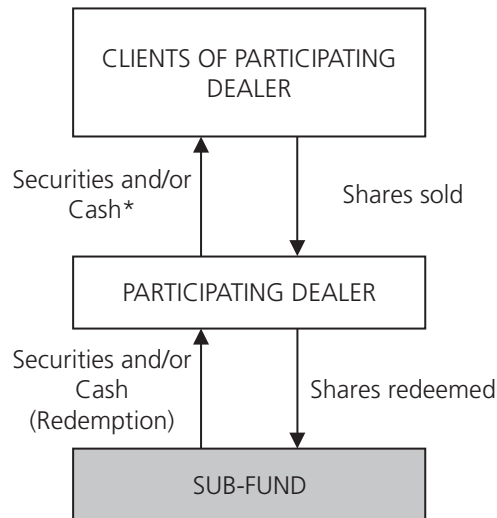 CLIENTS OF PARTICIPATING
DEALER
Securities and/or
Cash*
Shares sold
PARTICIPATING DEALER
Securities and/or
Cash
(Redemption)
Shares redeemed
SUB-FUND